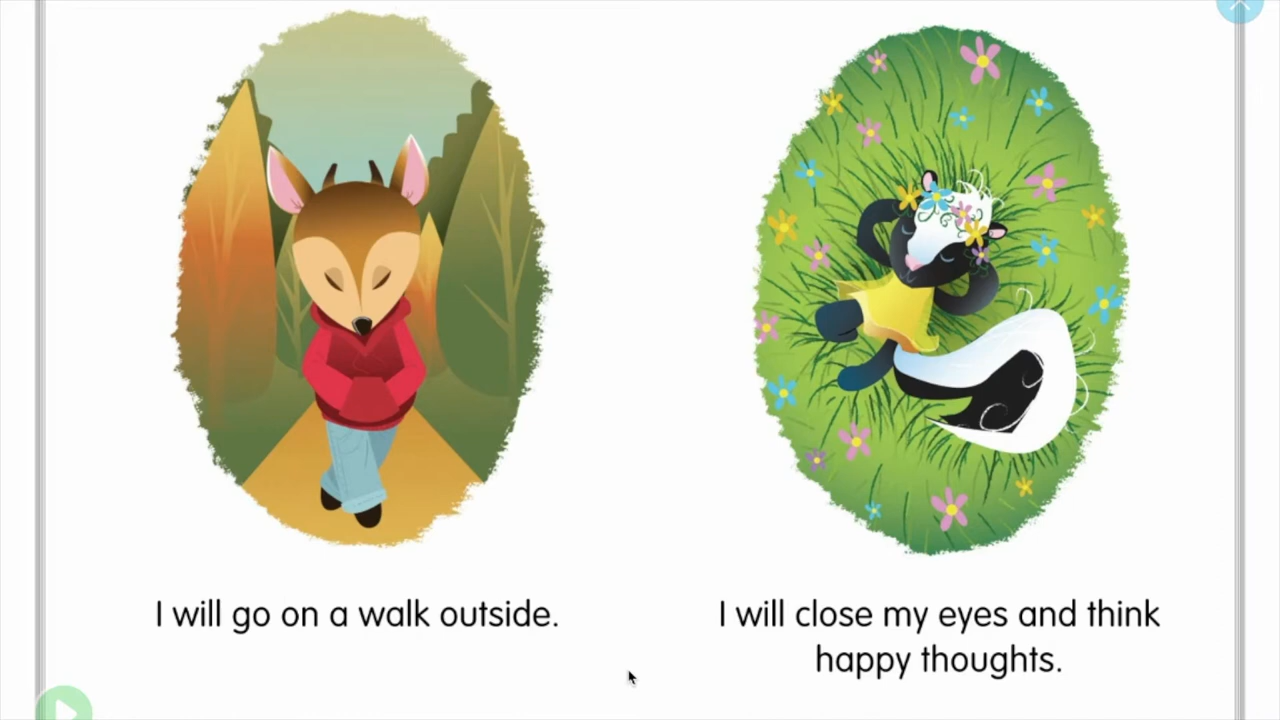 I will go on a walk outside.
I will close my eyes and think
happy thoughts.